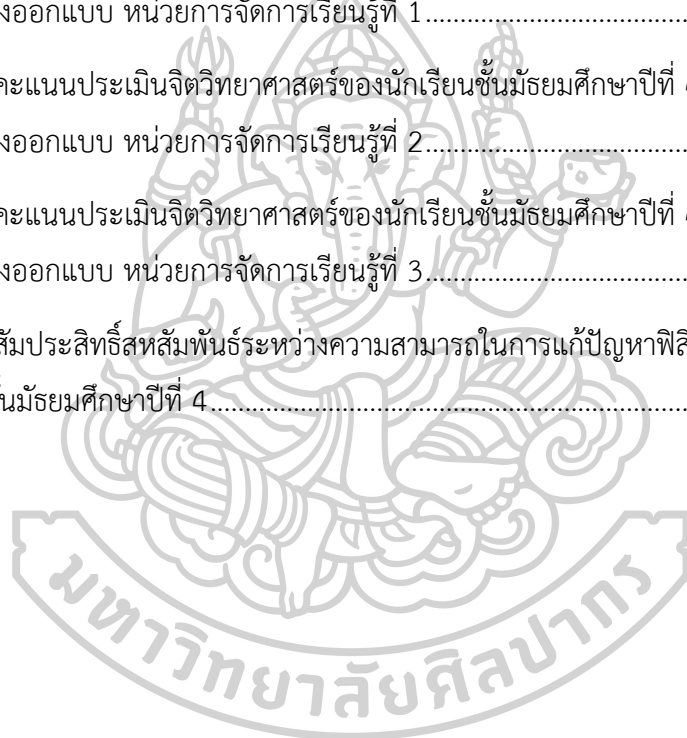 งออกแบบ หน่วยการจัดการเรียนรู้ที่ 1
คะแนนประเมินจิตวิทยาศาสตร์ของนักเรียนชั้นมัธยมศึกษาปีที่
งออกแบบ หน่วยการจัดการเรียนรู้ที่ 2
คะแนนประเมินจิตวิทยาศาสตร์ของนักเรียนชั้นมัธยมศึกษาปีที่
งออกแบบ หน่วยการจัดการเรียนรู้ที่ 3
สัมประสิทธิ์สหสัมพันธ์ระหว่างความสามารถในการแก้ปัญหาฟิสิ
ั้นมัธยมศึกษาปีที่ 4
มหาวิทยาลัยศิลปากร